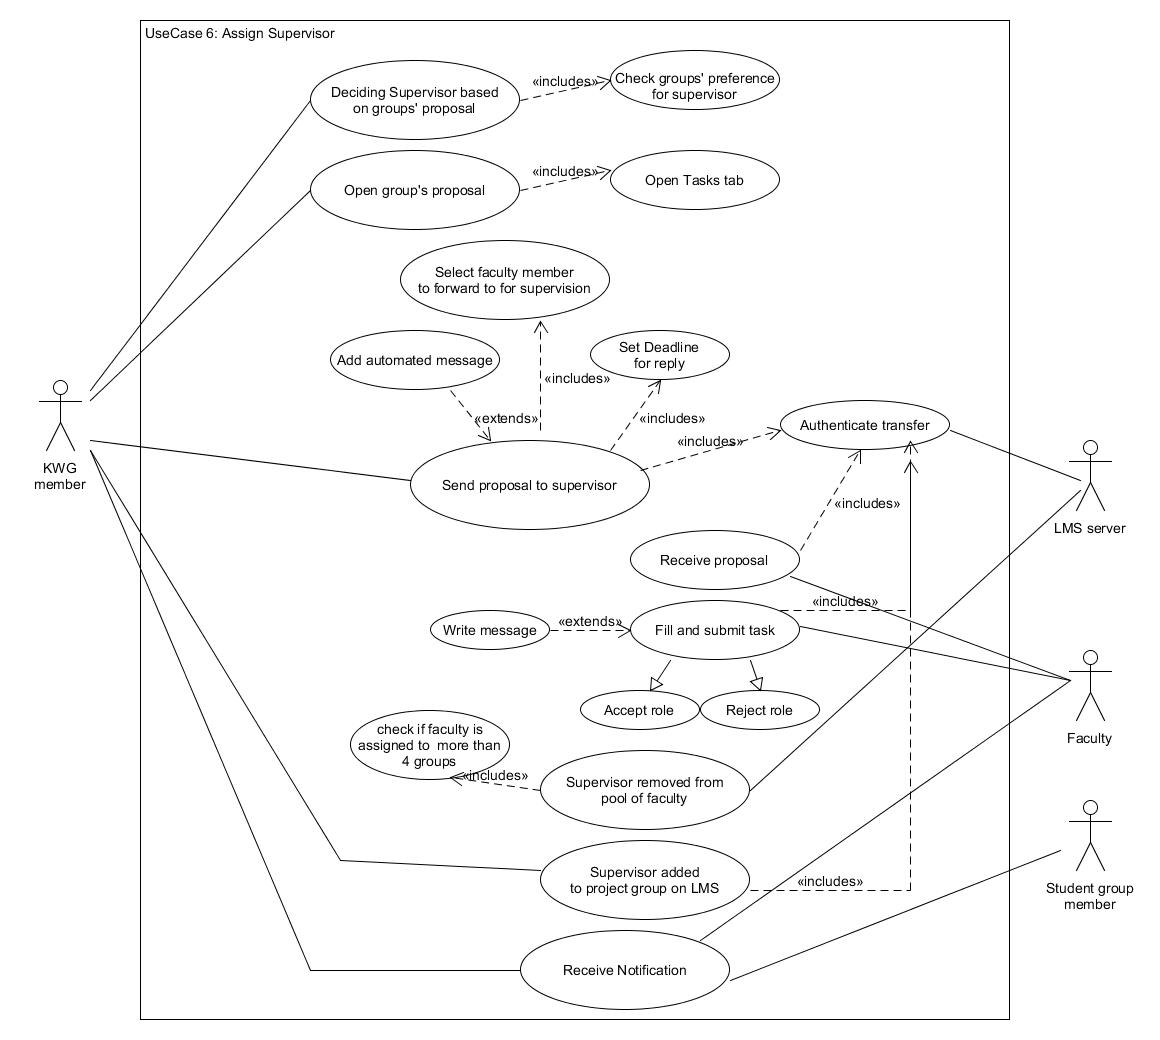 UseCase 6: Assign Supervisor
Deciding Supervisor based
on groups' proposal
«includes»
Check groups' preference
for supervisor
Open group's proposal
«includes»
Open Tasks tab
Select faculty member
to forward to for supervision
Add automated message
Set Deadline
for reply
«includes»
«extends»
«includes»
«includes»
Authenticate transfer
Send proposal to supervisor
KWG
member
LMS server
«includes»
Receive proposal
«includes»
Write message
«extends»
Fill and submit task
Accept role
Reject role
Faculty
check if faculty is
assigned to  more than
4 groups
«includes»
Supervisor removed from
pool of faculty
Supervisor added
to project group on LMS
«includes»
Student group
member
Receive Notification